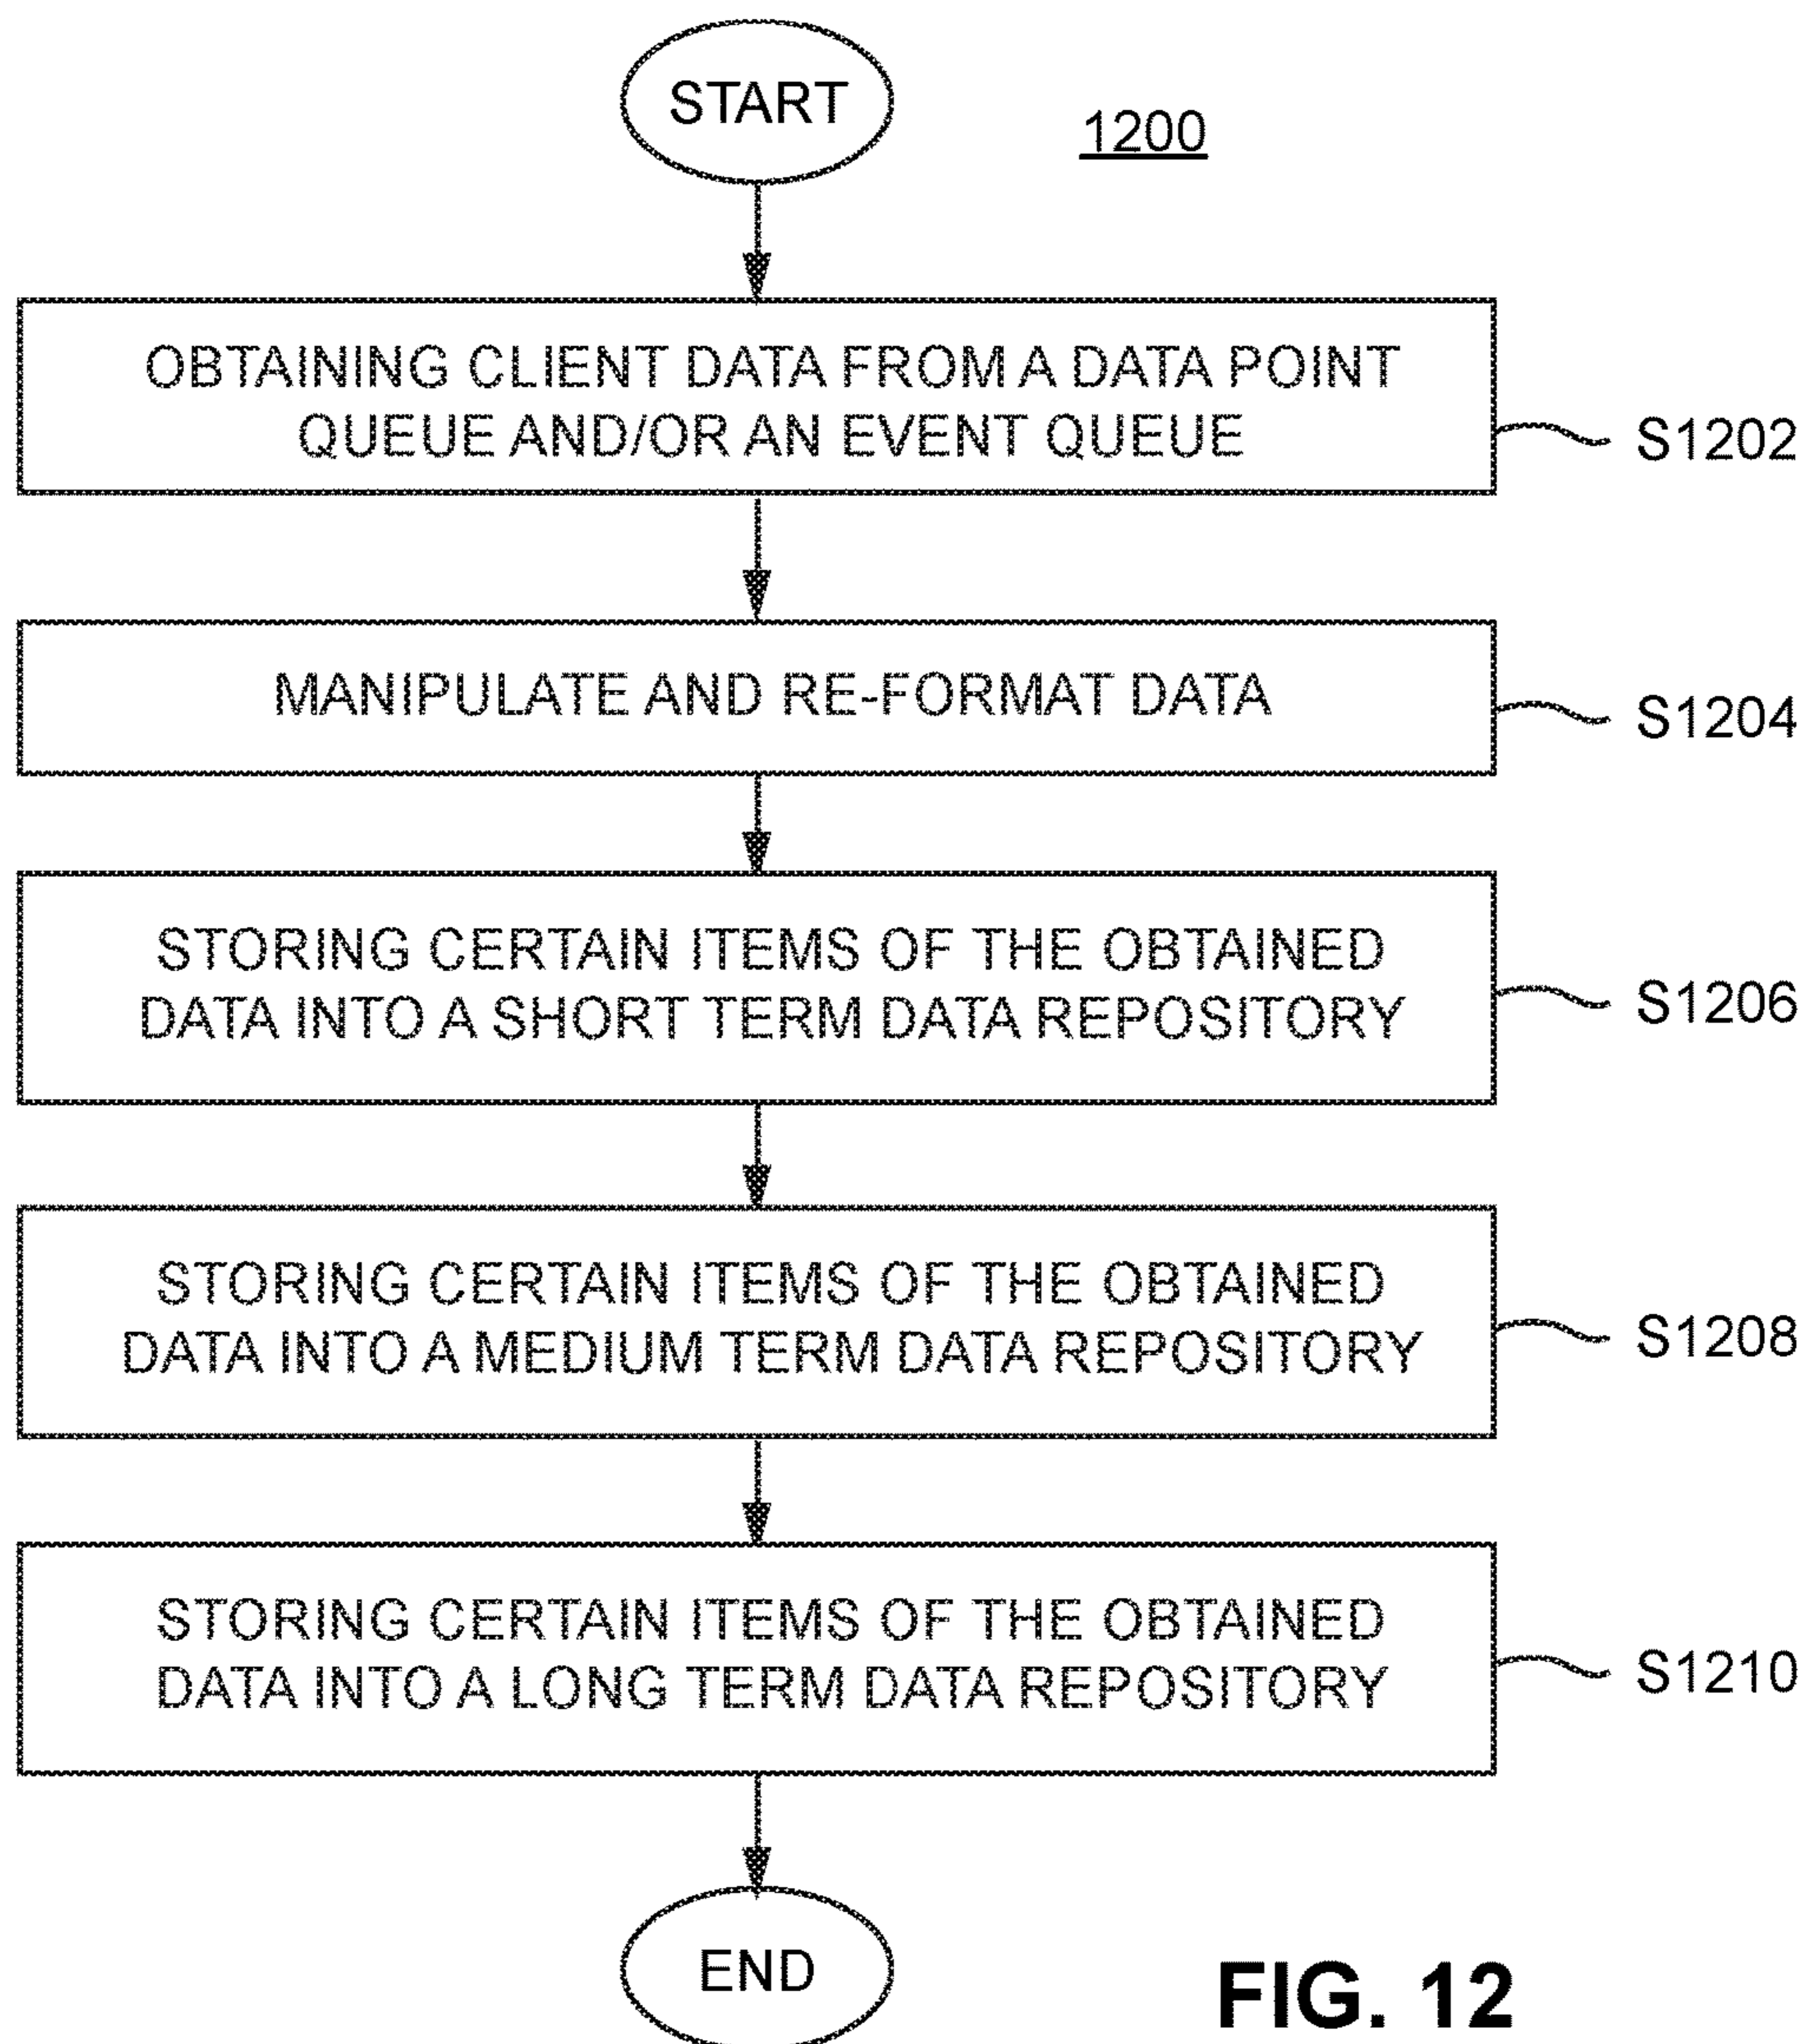 START
1200
OBTAINING CLIENT DATA FROM A DATA POINT
QUEUE AND/OR AN EVENT QUEUE
S1202
MANIPULATE AND RE-FORMAT DATA
S1204
STORING CERTAIN ITEMS OF THE OBTAINED
DATA INTO A SHORT TERM DATA REPOSITORY
S1206
STORING CERTAIN ITEMS OF THE OBTAINED
DATA INTO A MEDIUM TERM DATA REPOSITORY
S1208
STORING CERTAIN ITEMS OF THE OBTAINED
DATA INTO A LONG TERM DATA REPOSITORY
S1210
END
FIG. 12